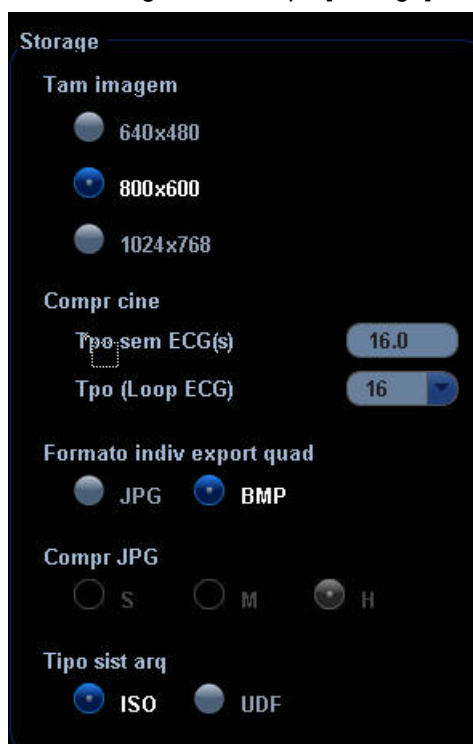 Storage
Tam imagem
640x480
800x600
1024x768
Compr cine
Tpo sem ECG(s) 16.0
Tpo (Loop ECG) 16
Formato indiv export quad
JPG BMP
Compr JPG
S M H
Tipo sist arq
ISO UDF